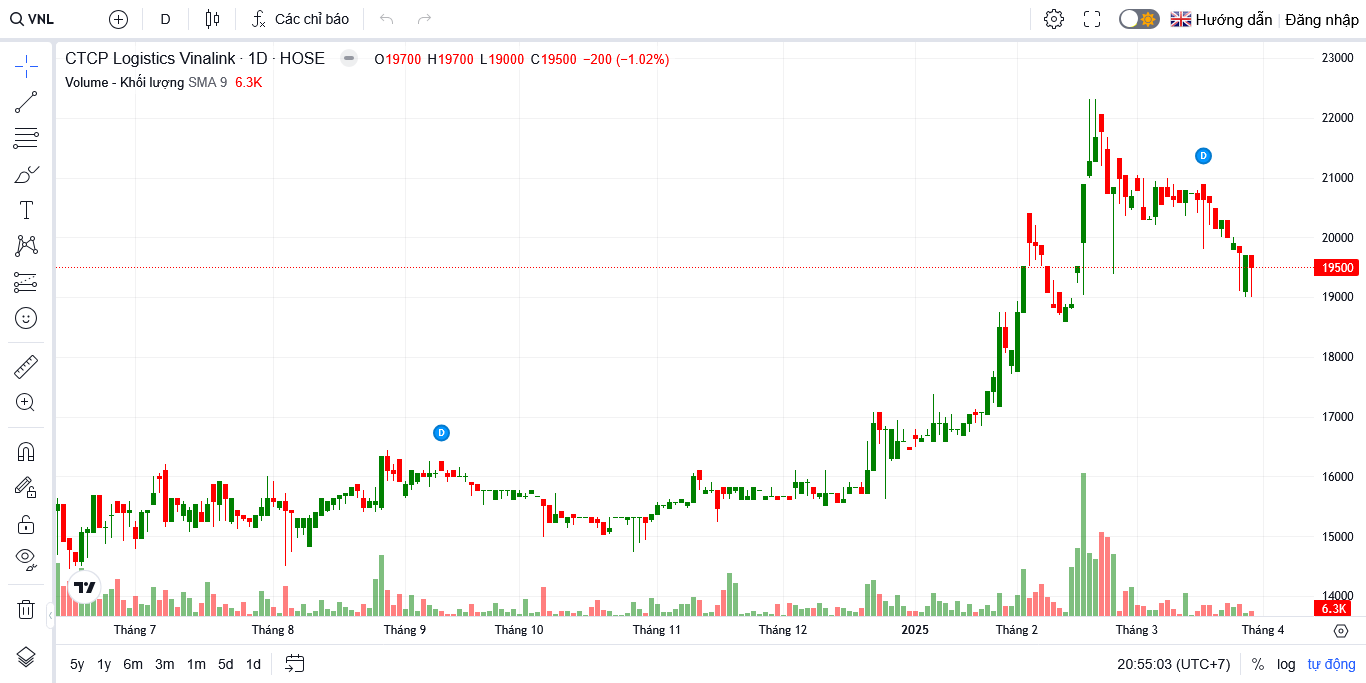 VNL D Các chỉ báo Hướng dẫn Đăng nhập
CTCP Logistics Vinalink · 1D · HOSE O19700 H19700 L19000 C19500 −200 (−1.02%)
Volume - Khối lượng SMA 9 6.3K
23000
22000
21000
20000
19500
19000
18000
17000
16000
15000
14000
6.3K
D
D
Tháng 7 Tháng 8 Tháng 9 Tháng 10 Tháng 11 Tháng 12 2025 Tháng 2 Tháng 3 Tháng 4
5y 1y 6m 3m 1m 5d 1d 20:55:03 (UTC+7) % log tự động